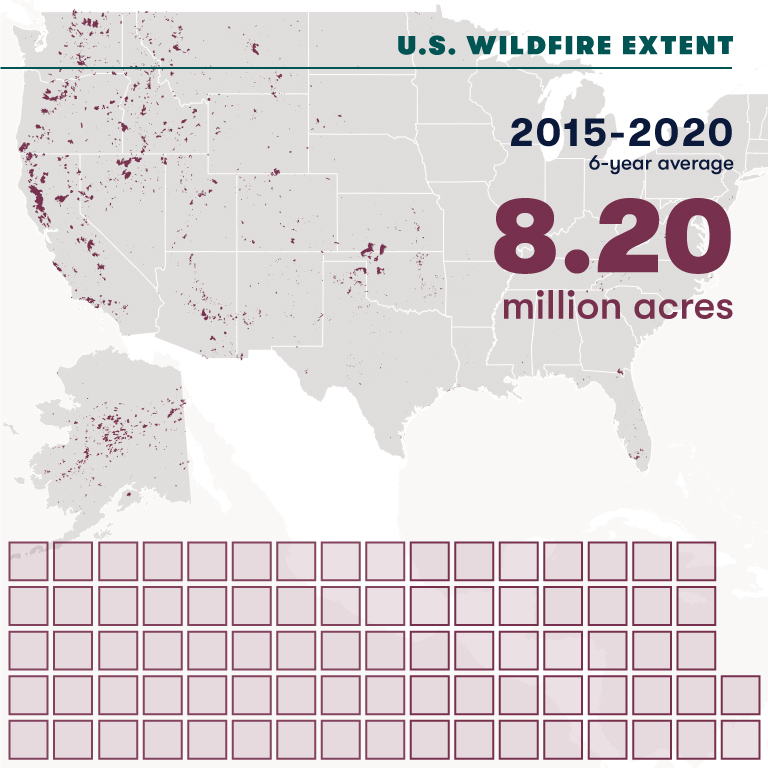 U.S. WILDFIRE EXTENT
2015-2020
6-year average
8.20
million acres